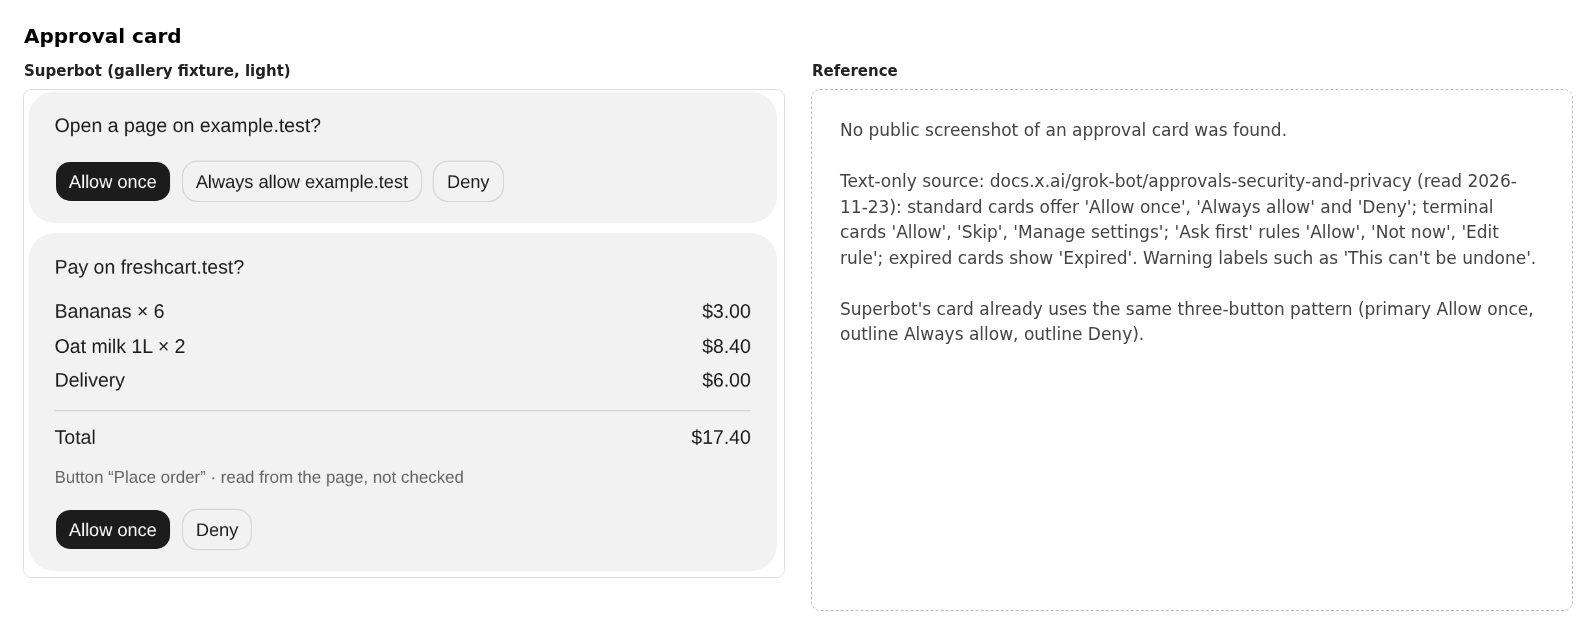 Approval card
Superbot (gallery fixture, light)
Open a page on example.test?
Allow once
Always allow example.test
Deny
Pay on freshcart.test?
Bananas × 6 $3.00
Oat milk 1L × 2 $8.40
Delivery $6.00
Total $17.40
Button “Place order” · read from the page, not checked
Allow once
Deny
Reference
No public screenshot of an approval card was found.
Text-only source: docs.x.ai/grok-bot/approvals-security-and-privacy (read 2026-
11-23): standard cards offer 'Allow once', 'Always allow' and 'Deny'; terminal
cards 'Allow', 'Skip', 'Manage settings'; 'Ask first' rules 'Allow', 'Not now', 'Edit
rule'; expired cards show 'Expired'. Warning labels such as 'This can't be undone'.
Superbot's card already uses the same three-button pattern (primary Allow once,
outline Always allow, outline Deny).